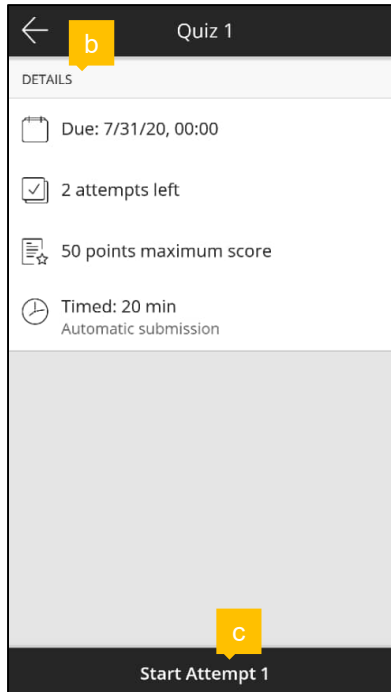 Quiz 1
b
DETAILS
Due: 7/31/20, 00:00
2 attempts left
50 points maximum score
Timed: 20 min
Automatic submission
c
Start Attempt 1